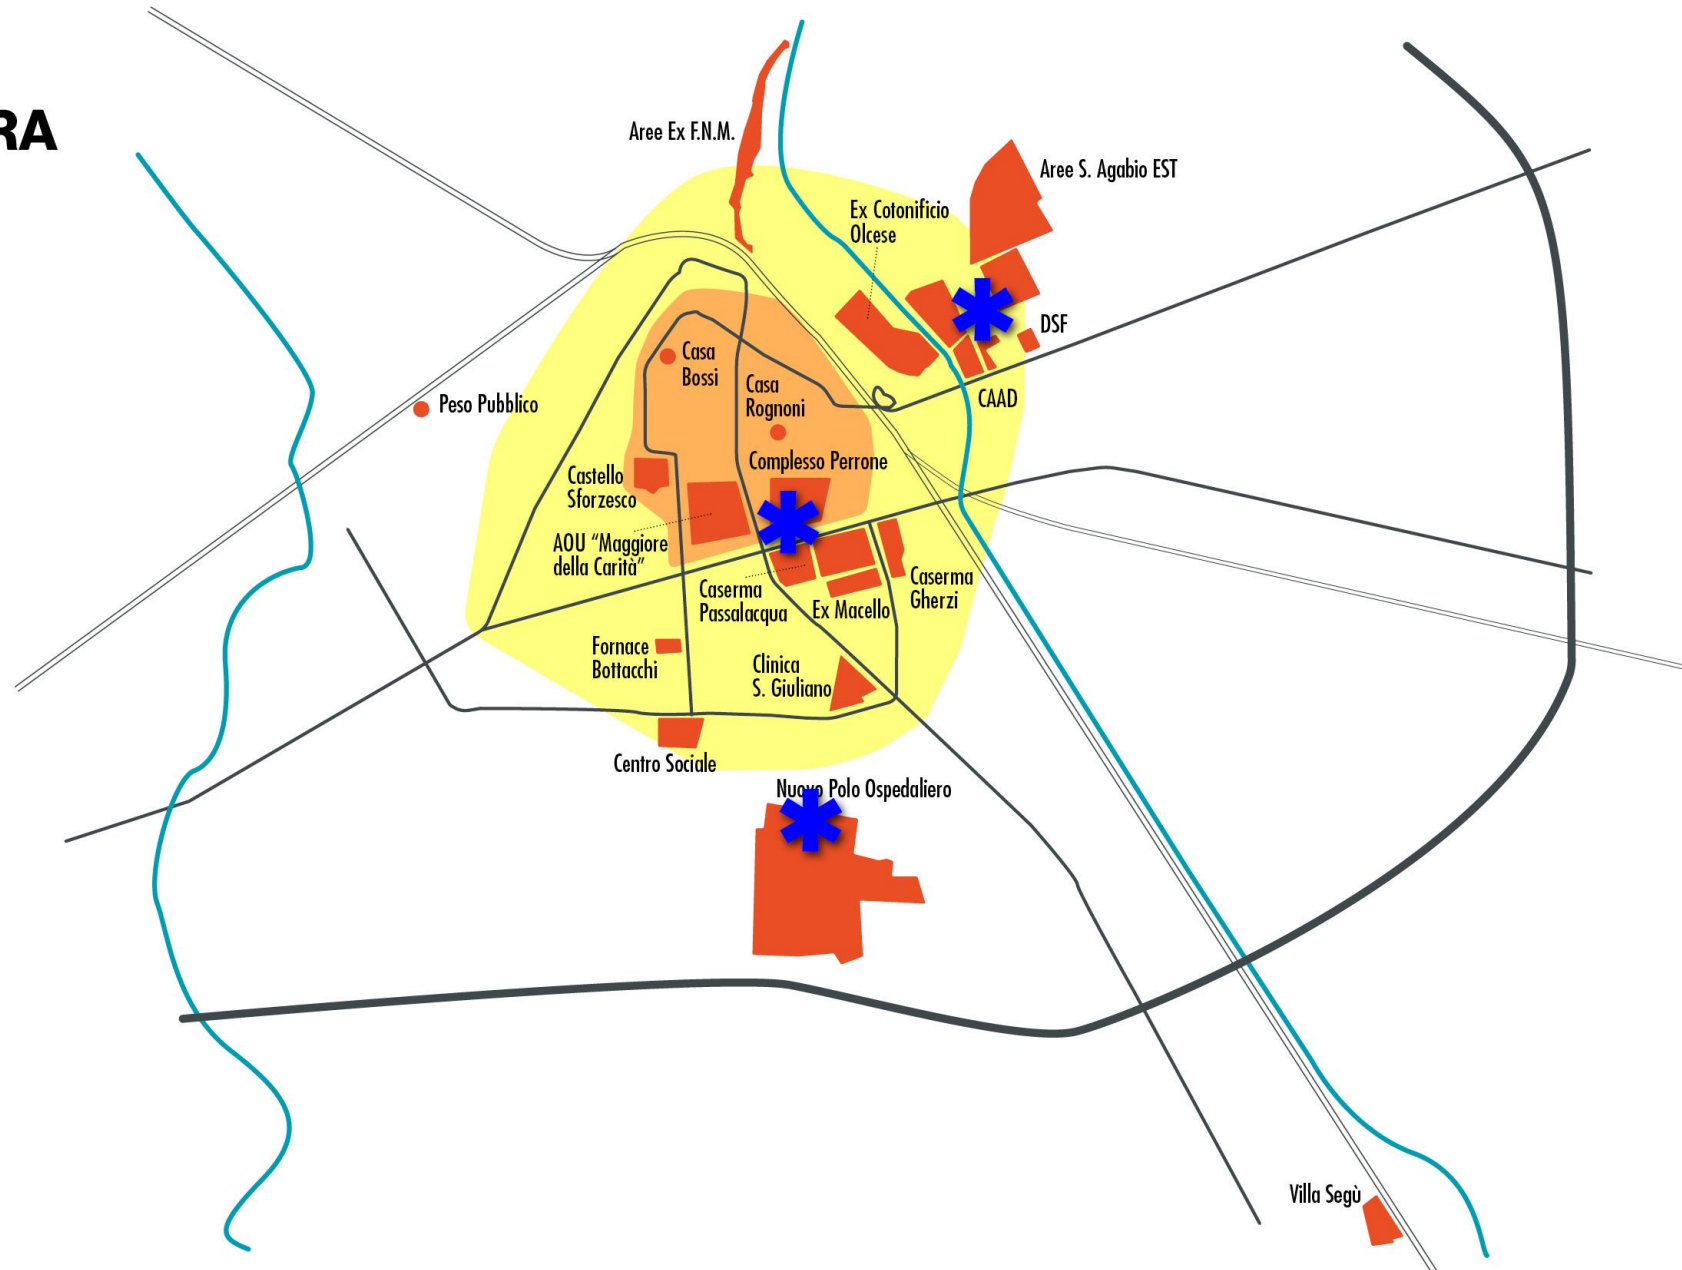 RA
Aree Ex F.N.M.
Aree S. Agabio EST
Ex Cotonificio
Olcese
DSF
Casa
Bossi
Casa
Rognoni
CAAD
Peso Pubblico
Complesso Perrone
Castello
Sforzesco
AOU “Maggiore
della Carità”
Caserma
Passalacqua
Ex Macello
Caserma
Gherzi
Fornace
Bottacchi
Clinica
S. Giuliano
Centro Sociale
Nuovo Polo Ospedaliero
Villa Segù